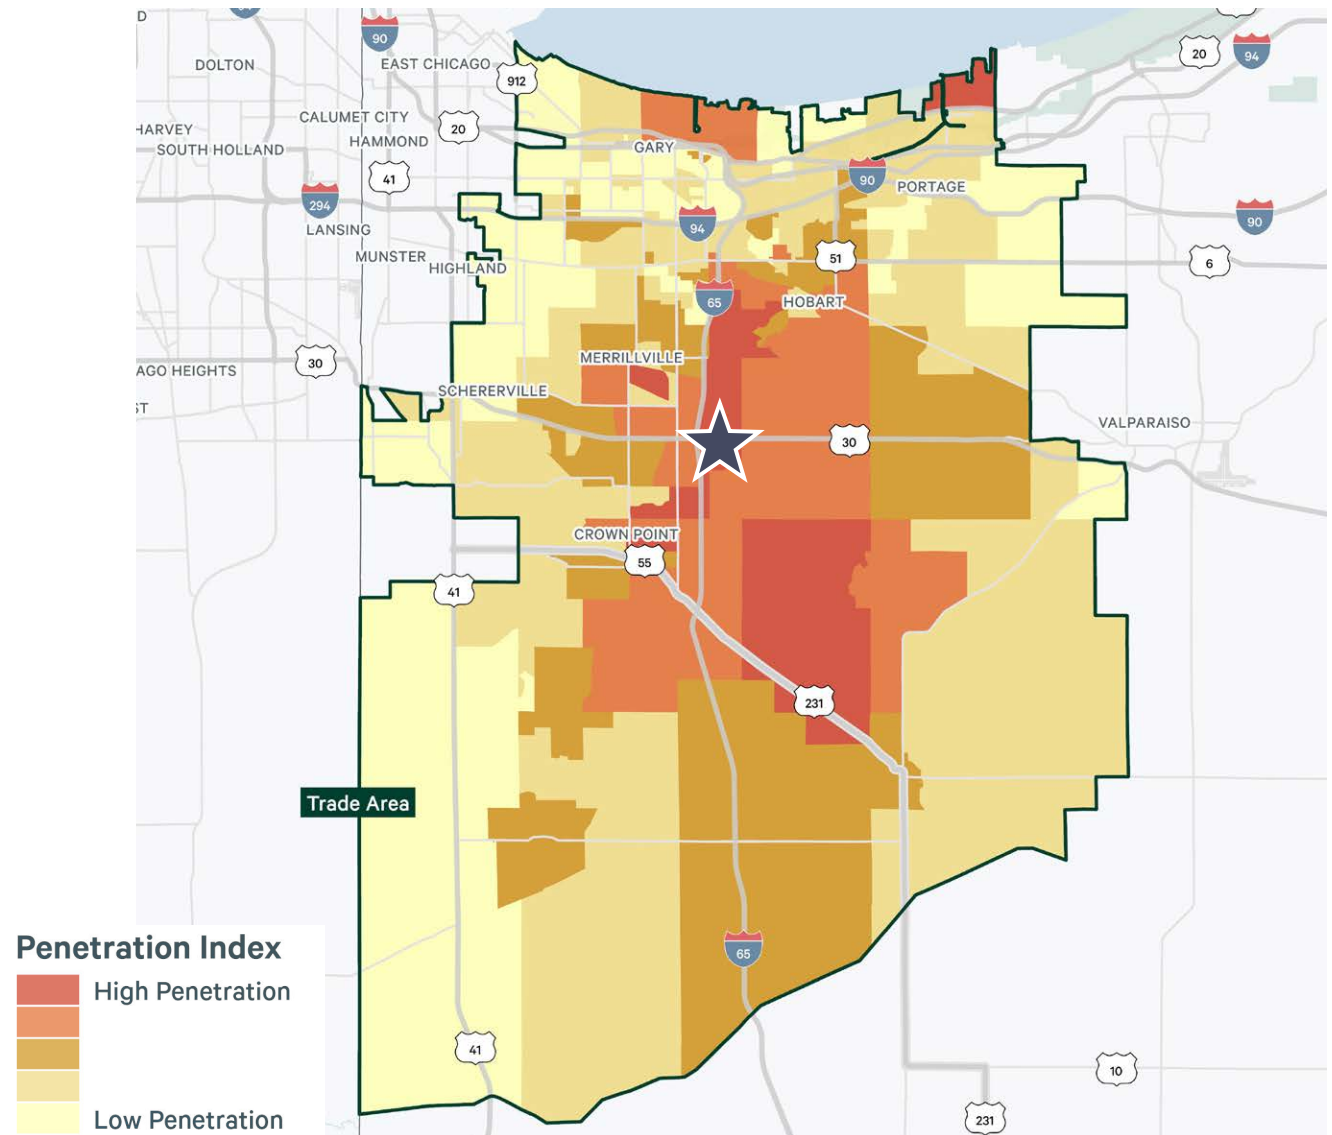 D
90
20
94
DOLTON
EAST CHICAGO
912
CALUMET CITY
20
HARVEY
HAMMOND
SOUTH HOLLAND
GARY
41
90
PORTAGE
294
94
90
LANSING
MUNSTER
HIGHLAND
51
6
65
HOBART
30
MERRILLVILLE
AGO HEIGHTS
SCHERERVILLE
ST
VALPARAISO
30
CROWN POINT
55
41
231
Trade Area
65
Penetration Index
High Penetration
41
10
Low Penetration
231